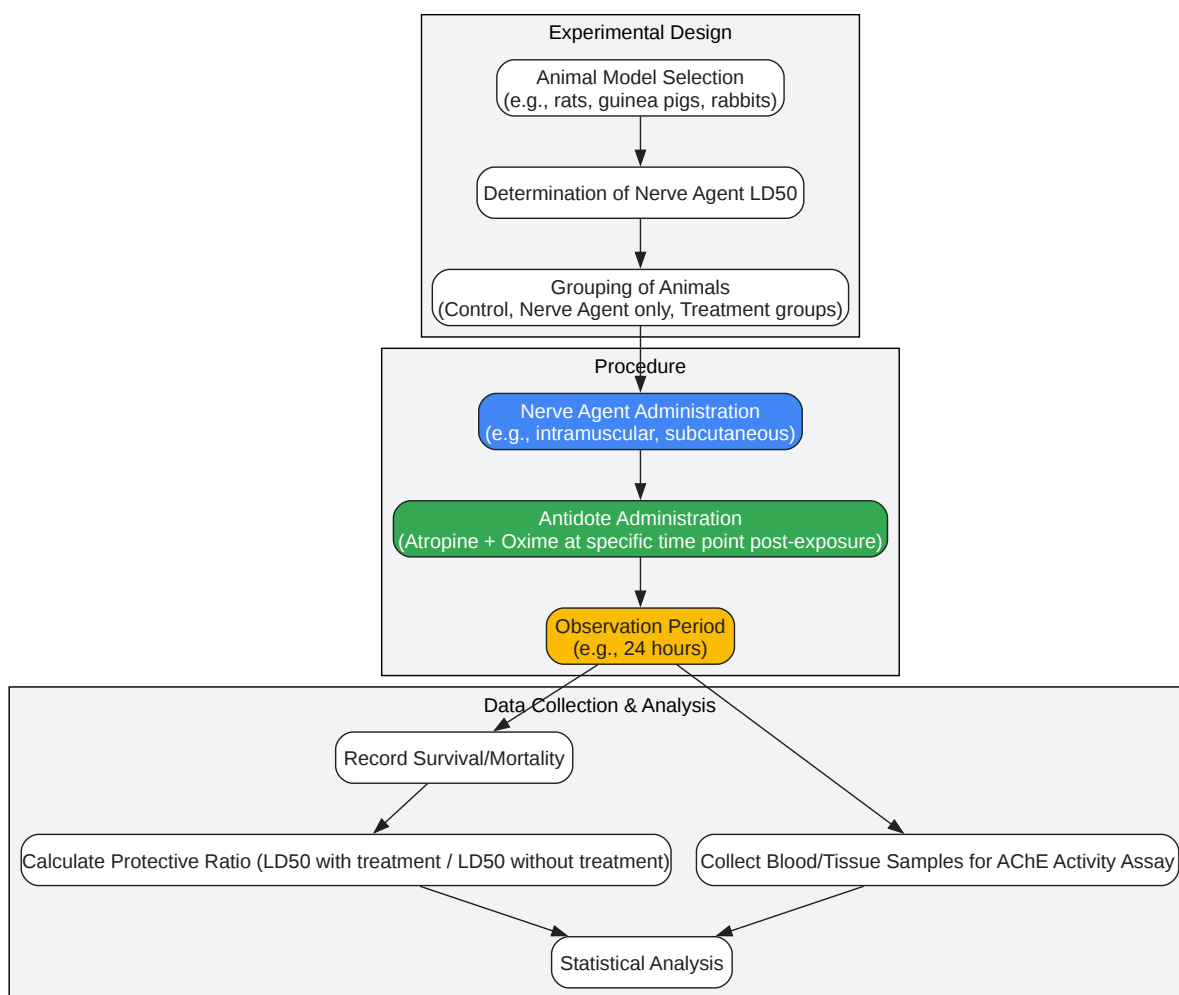 Experimental Design
Animal Model Selection
(e.g., rats, guinea pigs, rabbits)
Determination of Nerve Agent LD50
Grouping of Animals
(Control, Nerve Agent only, Treatment groups)
Procedure
Nerve Agent Administration
(e.g., intramuscular, subcutaneous)
Antidote Administration
(Atropine + Oxime at specific time point post-exposure)
Observation Period
(e.g., 24 hours)
Data Collection & Analysis
Record Survival/Mortality
Calculate Protective Ratio (LD50 with treatment / LD50 without treatment)
Collect Blood/Tissue Samples for AChE Activity Assay
Statistical Analysis